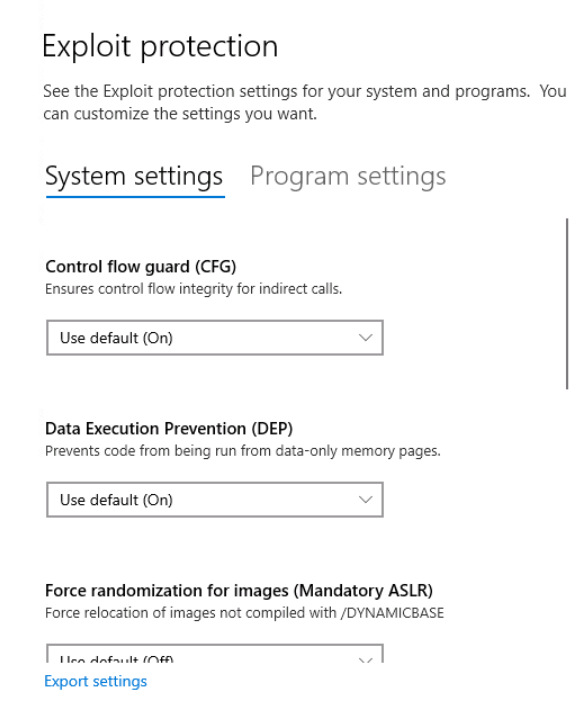 Exploit protection
See the Exploit protection settings for your system and programs.  You
can customize the settings you want.
System settings
Program settings
Control flow guard (CFG)
Ensures control flow integrity for indirect calls.
Use default (On)
Data Execution Prevention (DEP)
Prevents code from being run from data-only memory pages.
Use default (On)
Force randomization for images (Mandatory ASLR)
Force relocation of images not compiled with /DYNAMICBASE
Use default (Off)
Export settings